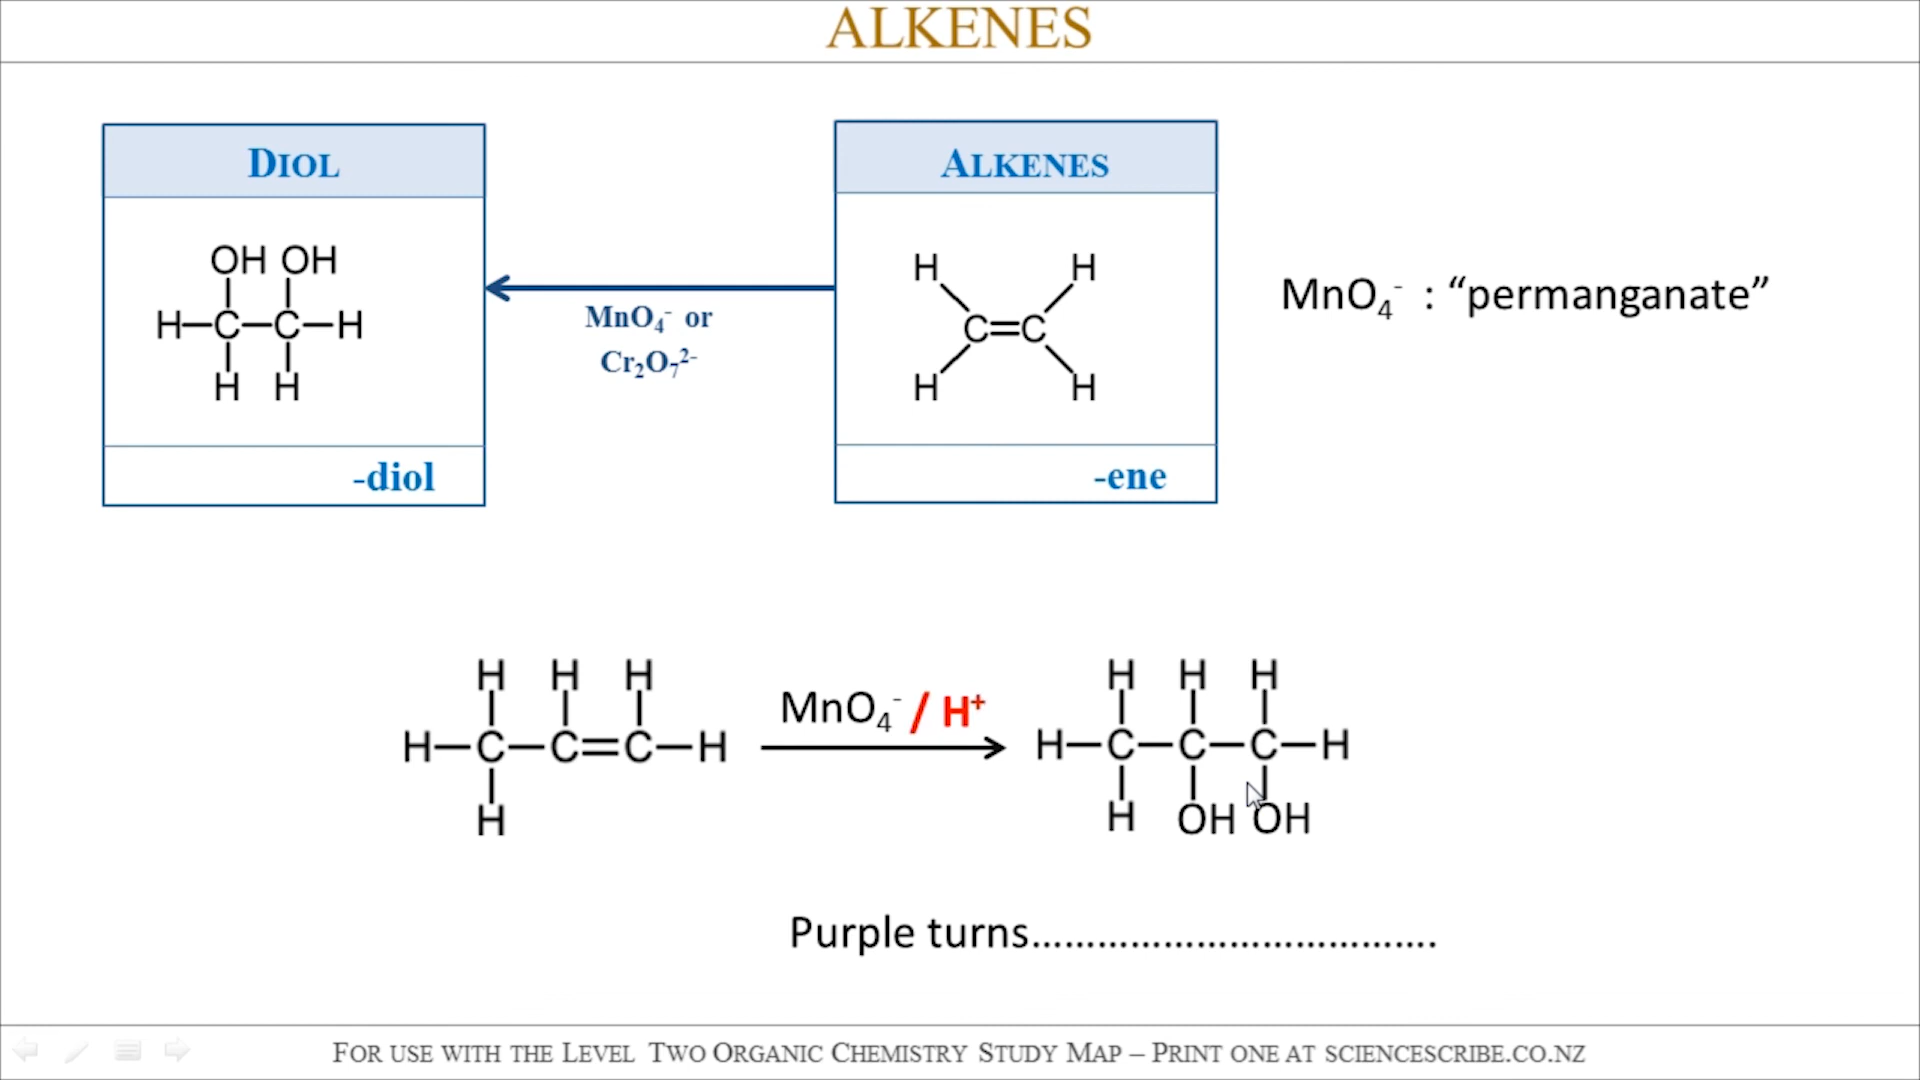 ALKENES
DIOL
OH OH
H–C–C–H
H H
-diol
MnO₄⁻ or
Cr₂O₇²⁻
ALKENES
H H
C=C
H H
-ene
MnO₄⁻ : “permanganate”
H H H
H–C–C=C–H
H
MnO₄⁻ / H⁺
H H H
H–C–C–C–H
H OH OH
Purple turns.......................................
FOR USE WITH THE LEVEL TWO ORGANIC CHEMISTRY STUDY MAP – PRINT ONE AT SCIENCESCRIBE.CO.NZ